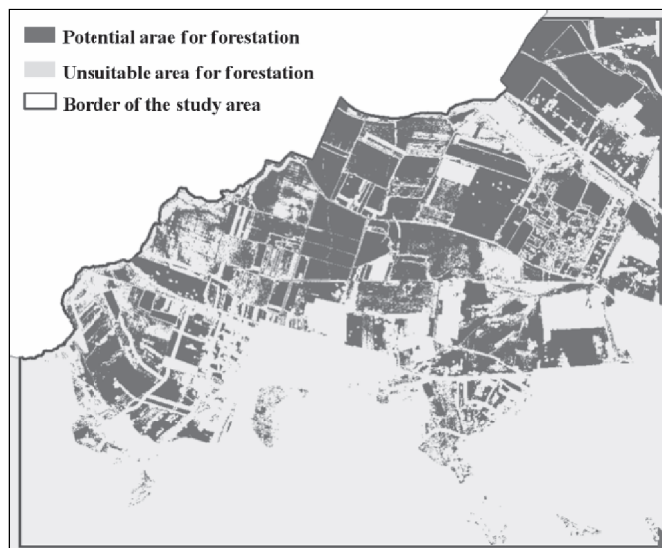 Potential arae for forestation
Unsuitable area for forestation
Border of the study area